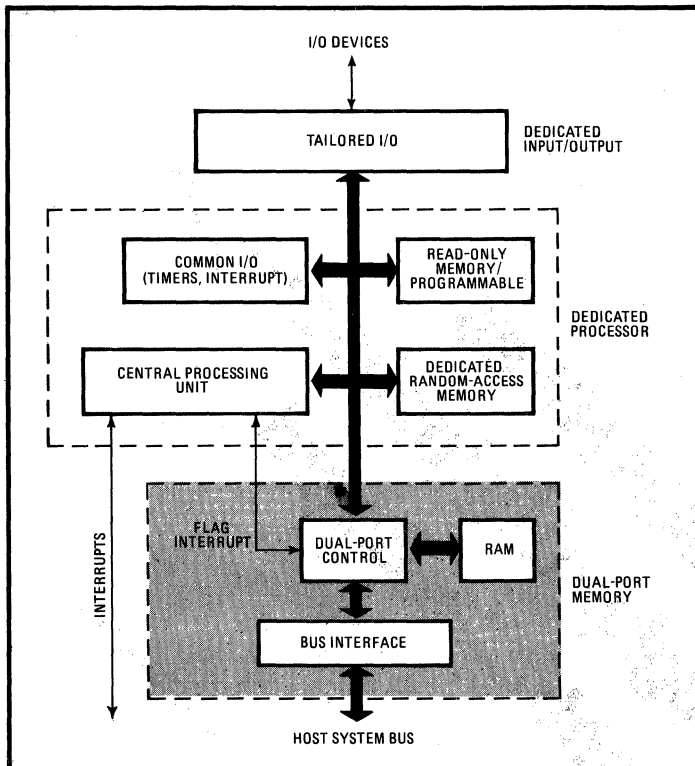 I/O DEVICES
TAILORED I/O
DEDICATED
INPUT/OUTPUT
COMMON I/O
(TIMERS, INTERRUPT)
READ-ONLY
MEMORY/
PROGRAMMABLE
DEDICATED
PROCESSOR
CENTRAL PROCESSING
UNIT
DEDICATED
RANDOM-ACCESS
MEMORY
INTERRUPTS
FLAG
INTERRUPT
DUAL-PORT
CONTROL
RAM
DUAL-PORT
MEMORY
BUS INTERFACE
HOST SYSTEM BUS